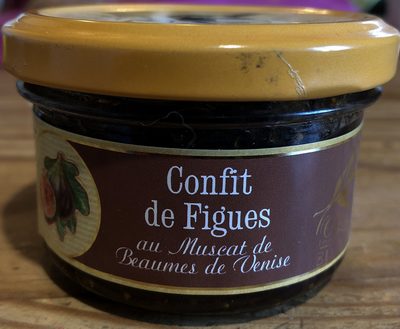 Confit
de Figues
au Muscat de
Beaumes de Venise